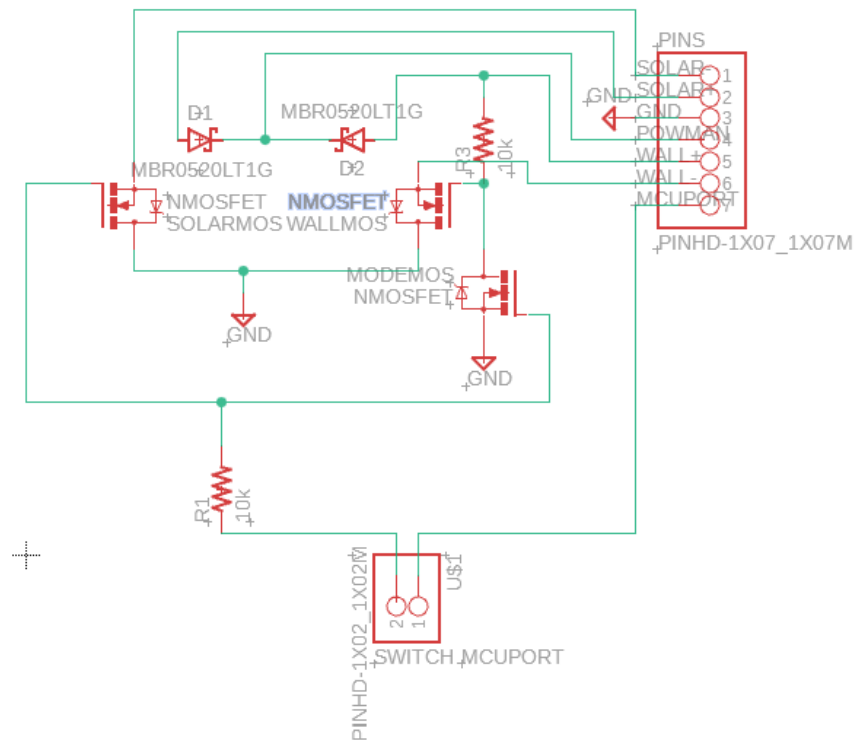 PINS
SOLAR-
1
SOLAR+
2
GND
GND
3
POWMAN
4
WALL+
5
WALL-
6
MCUPORT
7
PINHD-1X07_1X07M
D1
MBR0520LT1G
MBR0520LT1G
D2
R3
10k
NMOSFET
SOLARMOS
NMOSFET
WALLMOS
MODEMOS
NMOSFET
GND
GND
R1
10k
PINHD-1X02_1X02M
U$1
2
1
SWITCH_MCUPORT